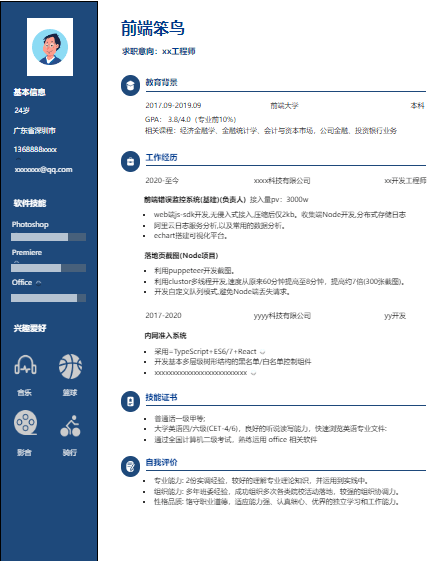 基本信息
24岁
广东省深圳市
1368888xxxx
xxxxxxx@qq.com
软件技能
Photoshop
Premiere
Office
兴趣爱好
音乐
篮球
影合
骑行
前端笨鸟
求职意向：xx工程师
教育背景
2017.09-2019.09 前端大学 本科
GPA： 3.8/4.0（专业前10%）
相关课程：经济金融学、金融统计学、会计与资本市场，公司金融、投资银行业务
工作经历
2020-至今 xxxx科技有限公司 xx开发工程师
前端错误监控系统(基建)(负责人) 接入量pv：3000w
web端js-sdk开发,无侵入式接入,压缩后仅2kb。收集端Node开发,分布式存储日志
阿里云日志服务分析,以及常用的数据分析。
echart搭建可视化平台。
落地页截图(Node项目)
利用puppeteer开发截图。
利用clustor多线程开发,速度从原来60分钟提高至8分钟，提高约7倍(300张截图)。
开发自定义队列模式,避免Node丢失请求。
2017-2020 yyyy科技有限公司 yy开发
内网准入系统
采用~TypeScript+ES6/7+React
开发基本多层级树形结构的黑名单/白名单控制组件
xxxxxxxxxxxxxxxxxxxxxxxxxx
技能证书
普通话一级甲等;
大学英语四/六级(CET-4/6)，良好的听说读写能力，快速浏览英语专业文件;
通过全国计算机二级考试，熟练运用 office 相关软件
自我评价
专业能力: 2份实调经验，较好的理解专业理论知识，并运用到实践中。
组织能力: 多年班委经验，成功组织多次各类院校活动落地，较强的组织协调力。
性格品质: 恪守职业道德，适应能力强、认真细心、优界的独立学习和工作能力。